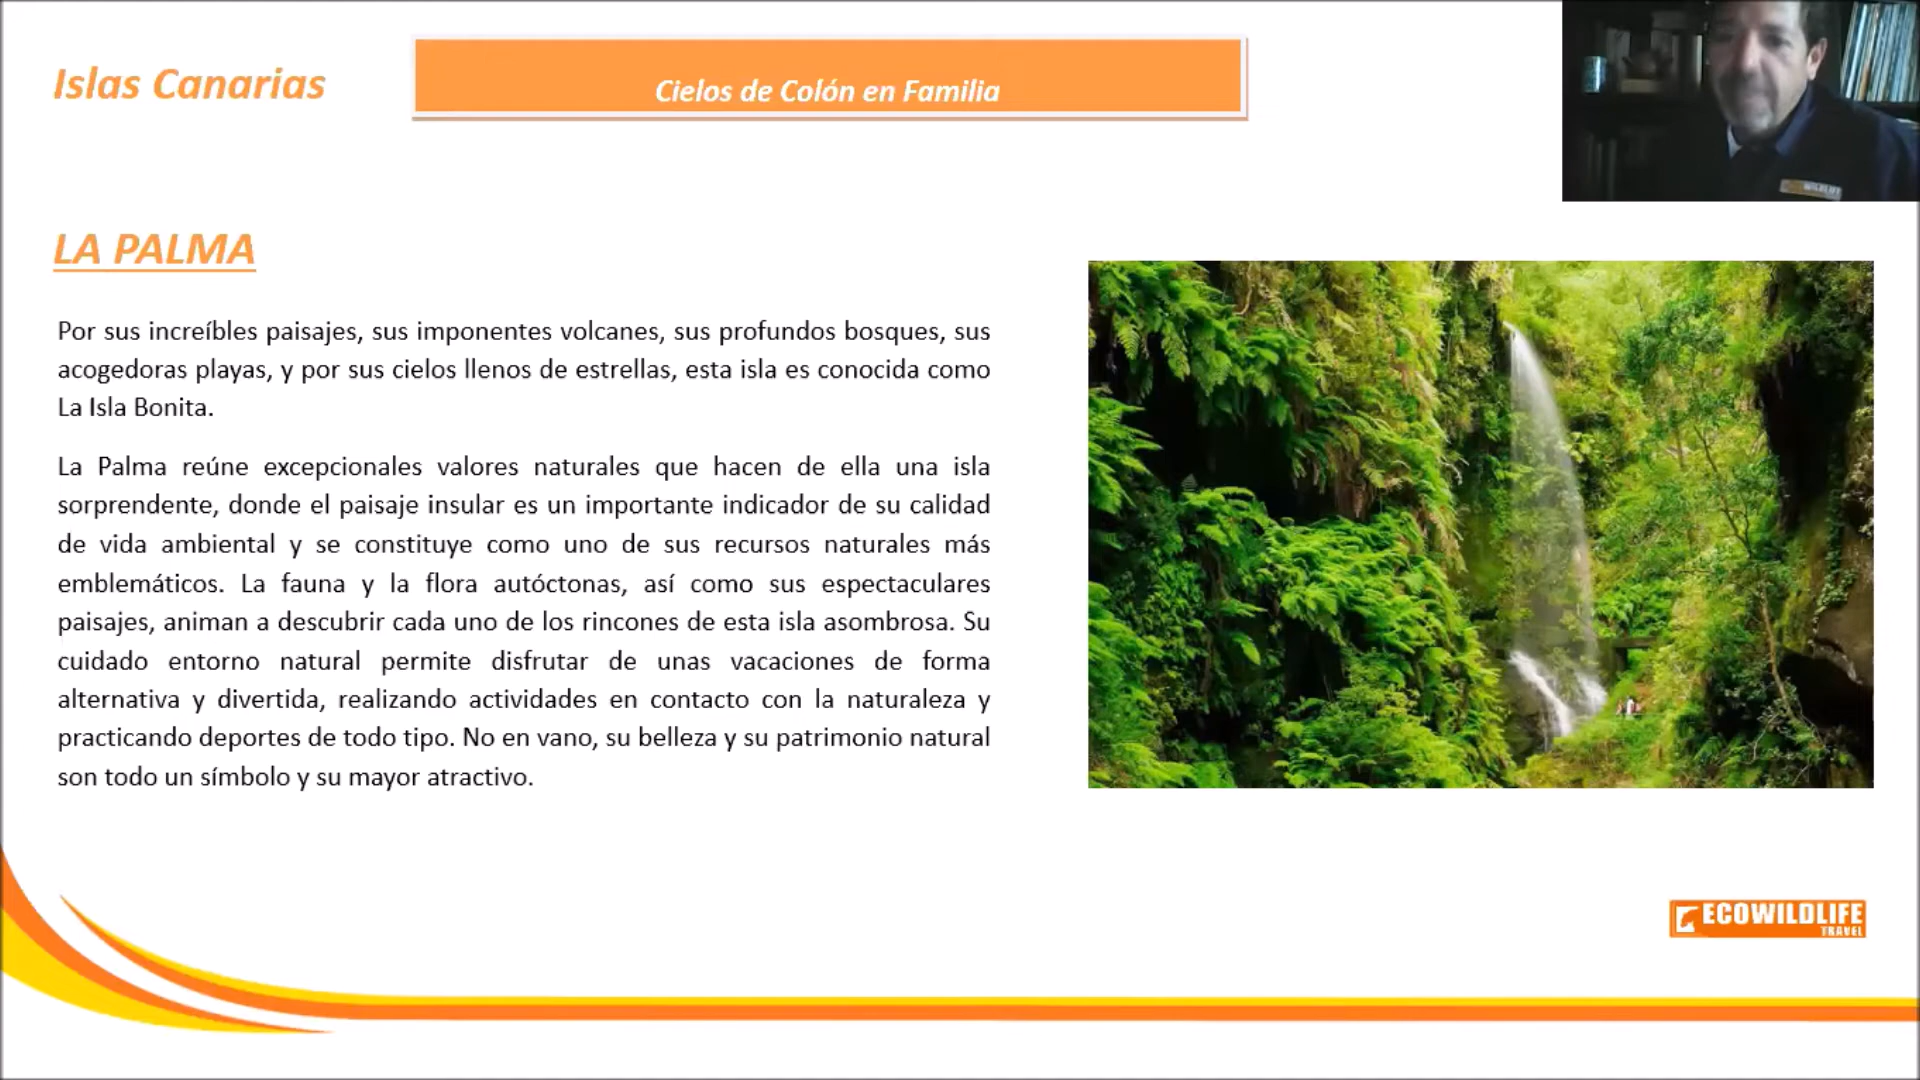 Islas Canarias
Cielos de Colón en Familia
LA PALMA
Por sus increíbles paisajes, sus imponentes volcanes, sus profundos bosques, sus
acogedoras playas, y por sus cielos llenos de estrellas, esta isla es conocida como
La Isla Bonita.
La Palma reúne excepcionales valores naturales que hacen de ella una isla
sorprendente, donde el paisaje insular es un importante indicador de su calidad
de vida ambiental y se constituye como uno de sus recursos naturales más
emblemáticos. La fauna y la flora autóctonas, así como sus espectaculares
paisajes, animan a descubrir cada uno de los rincones de esta isla asombrosa. Su
cuidado entorno natural permite disfrutar de unas vacaciones de forma
alternativa y divertida, realizando actividades en contacto con la naturaleza y
practicando deportes de todo tipo. No en vano, su belleza y su patrimonio natural
son todo un símbolo y su mayor atractivo.
ECOWILDLIFE
TRAVEL